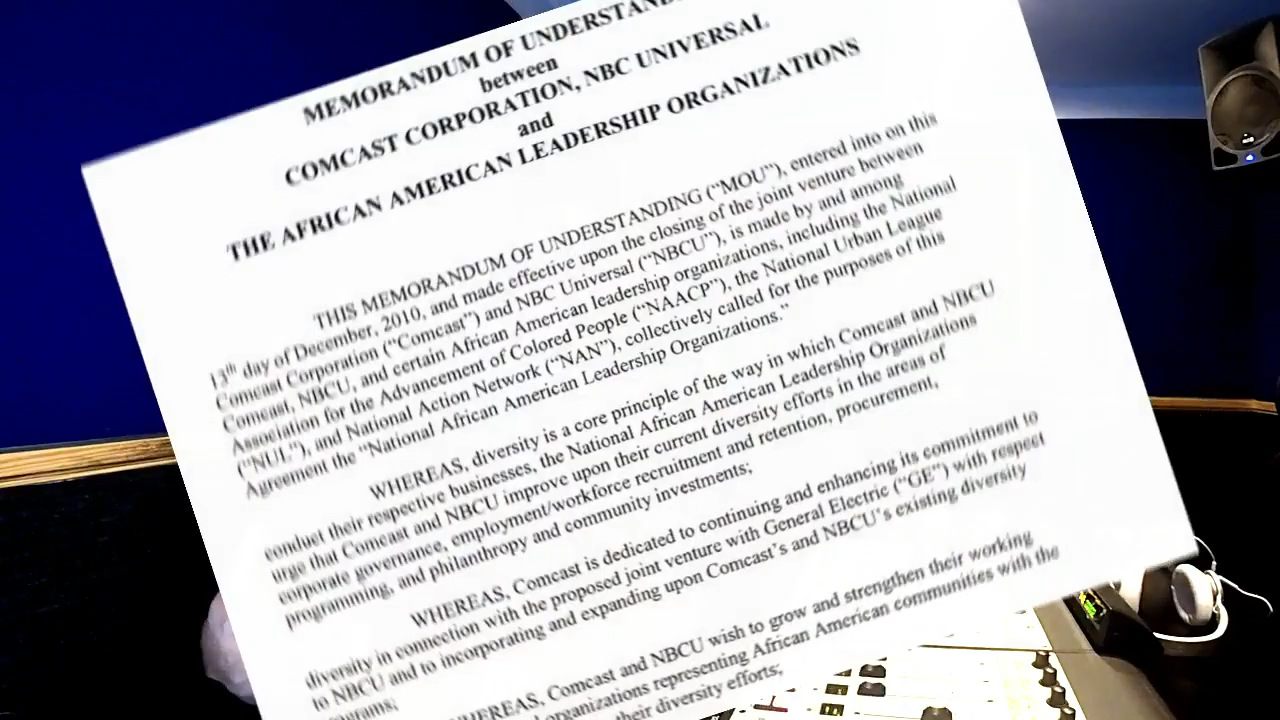 MEMORANDUM OF
between
COMCAST CORPORATION, NBC UNIVERSAL
and
THE AFRICAN AMERICAN LEADERSHIP ORGANIZATIONS
THIS MEMORANDUM OF UNDERSTANDING (“MOU”), entered into on this
13th day of December, 2010, and made effective upon the closing of the joint venture between
Comcast Corporation (“Comcast”) and NBC Universal (“NBCU”), is made by and among
Comcast, NBCU, and certain African American leadership organizations, including the National
Association for the Advancement of Colored People (“NAACP”), the National Urban League
(“NUL”), and National Action Network (“NAN”), collectively called for the purposes of this
Agreement the “National African American Leadership Organizations.”
WHEREAS, diversity is a core principle of the way in which Comcast and NBCU
conduct their respective businesses, the National African American Leadership Organizations
urge that Comcast and NBCU improve upon their current diversity efforts in the areas of
corporate governance, employment/workforce recruitment and retention, procurement,
programming, and philanthropy and community investments;
WHEREAS, Comcast is dedicated to continuing and enhancing its commitment to
diversity in connection with the proposed joint venture with General Electric (“GE”) with respect
to NBCU and to incorporating and expanding upon Comcast’s and NBCU’s existing diversity
WHEREAS, Comcast and NBCU wish to grow and strengthen their working
organizations representing African American communities with the
their diversity efforts;